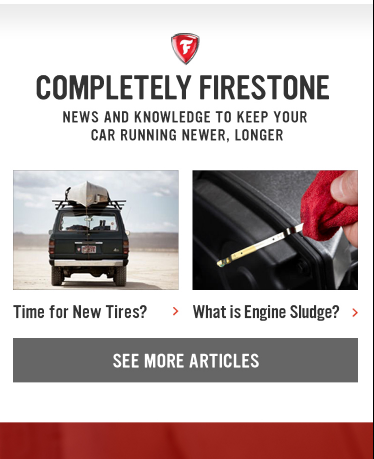 COMPLETELY FIRESTONE
NEWS AND KNOWLEDGE TO KEEP YOUR
CAR RUNNING NEWER, LONGER
Time for New Tires? >
What is Engine Sludge? >
SEE MORE ARTICLES